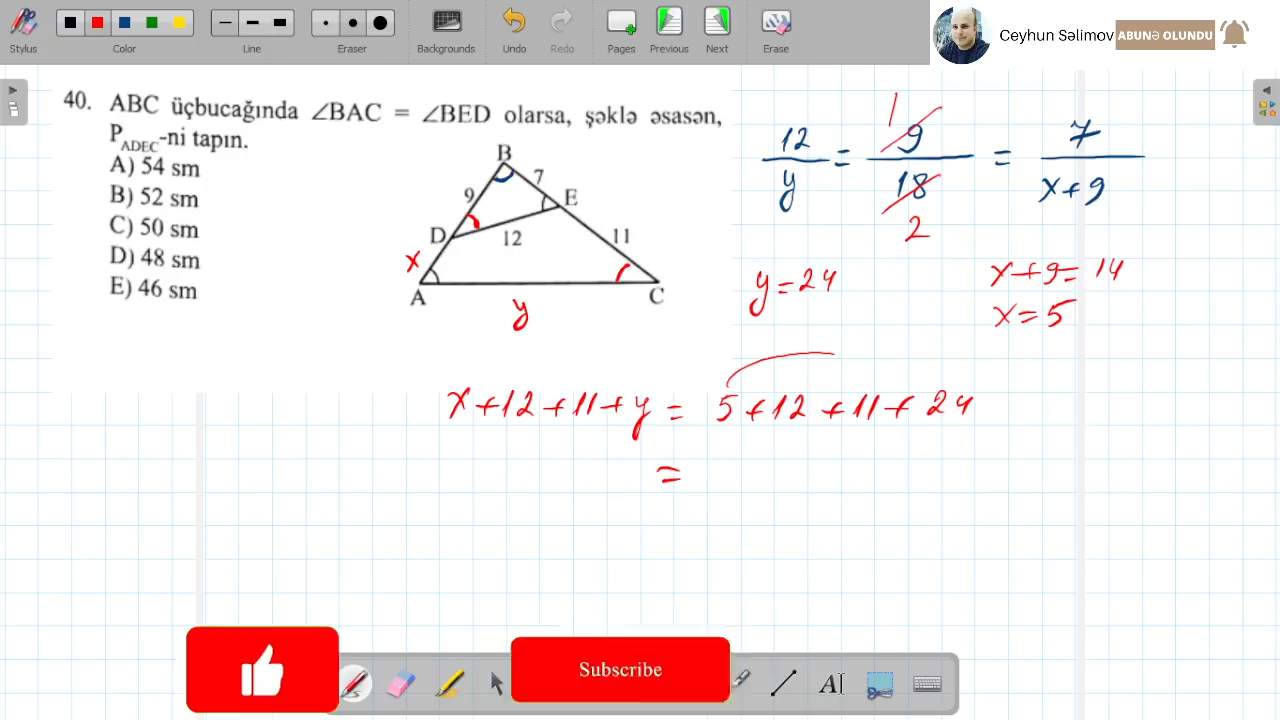 Stylus
Color
Line
Eraser
Backgrounds
Undo
Redo
Pages
Previous
Next
Erase
Ceyhun Səlimov
ABUNƏ OLUNDU
40. ABC üçbucağında ∠BAC = ∠BED olarsa, şəklə əsasən,
P_ADEC-ni tapın.
A) 54 sm
B) 52 sm
C) 50 sm
D) 48 sm
E) 46 sm
B
7
9
E
D
12
11
x
A
C
y
12/y = 9/18 = 7/(x+9)
1
2
y=24
x+9=14
x=5
x+12+11+y = 5+12+11+24
=
Subscribe
AI